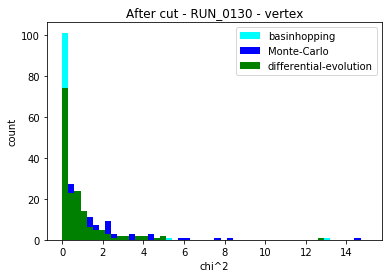 After cut - RUN_0130 - vertex
basinhopping
Monte-Carlo
differential-evolution
count
100
80
60
40
20
0
0 2 4 6 8 10 12 14
chi^2